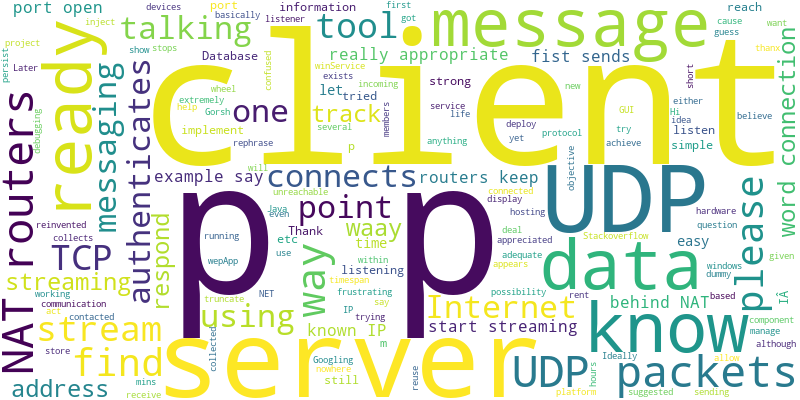 port open
devices
basically
inject
first
got
listener
port
information
reach
talking
tool
message
cause
guess
show
stops
Database
really appropriate
dummy
project
Later
one
wheel
confused
winService
exists
incoming
fist sends
windows
want
thanx
persist
ready
messaging
authenticates
client
let
tried
strong
short
either
Hi
idea
extremely
Gorsh
track
service
life
new
GUI
try
achieve
believe
implement
members
yet
rephrase
P
deploy
anything
protocol
listen
several
simple
word connection
NAT routers
debugging
example say
connects
routers keep
will
unreachable
connected
display
hosting
hardware
question
objective
UDP
easy
please
reinvented
collects
TCP
respond
etc
Java
even
point
waay
time
Thank
Stackoverflow
appreciated
deal
adequate
appears
Ideally
rent
possibility
streaming
working
communication
running
wepApp
use
NET
way
listening
timespan
frustrating
say
within
p
p
data
given
behind NAT
windows
dummy
based
although
component
manage
allow
stream
using
contacted
act
mins
store
find
truncate
IP
trying
known IP
m
still
Internet
start streaming
know
address
receive
server
collected
Googling
nowhere
reuse
UDP
packets
platform
hours
suggested
sending